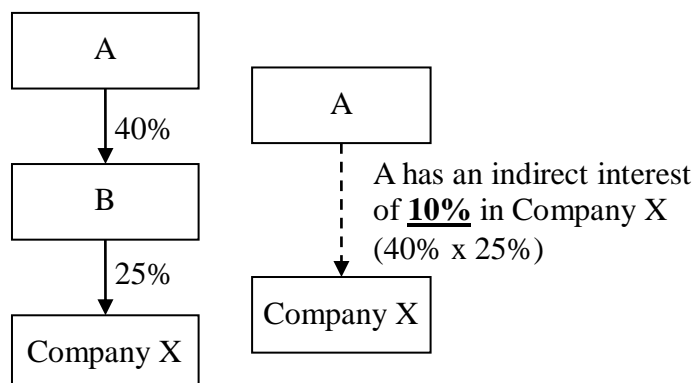 A
40%
B
25%
Company X
A
A has an indirect interest
of 10% in Company X
(40% x 25%)
Company X